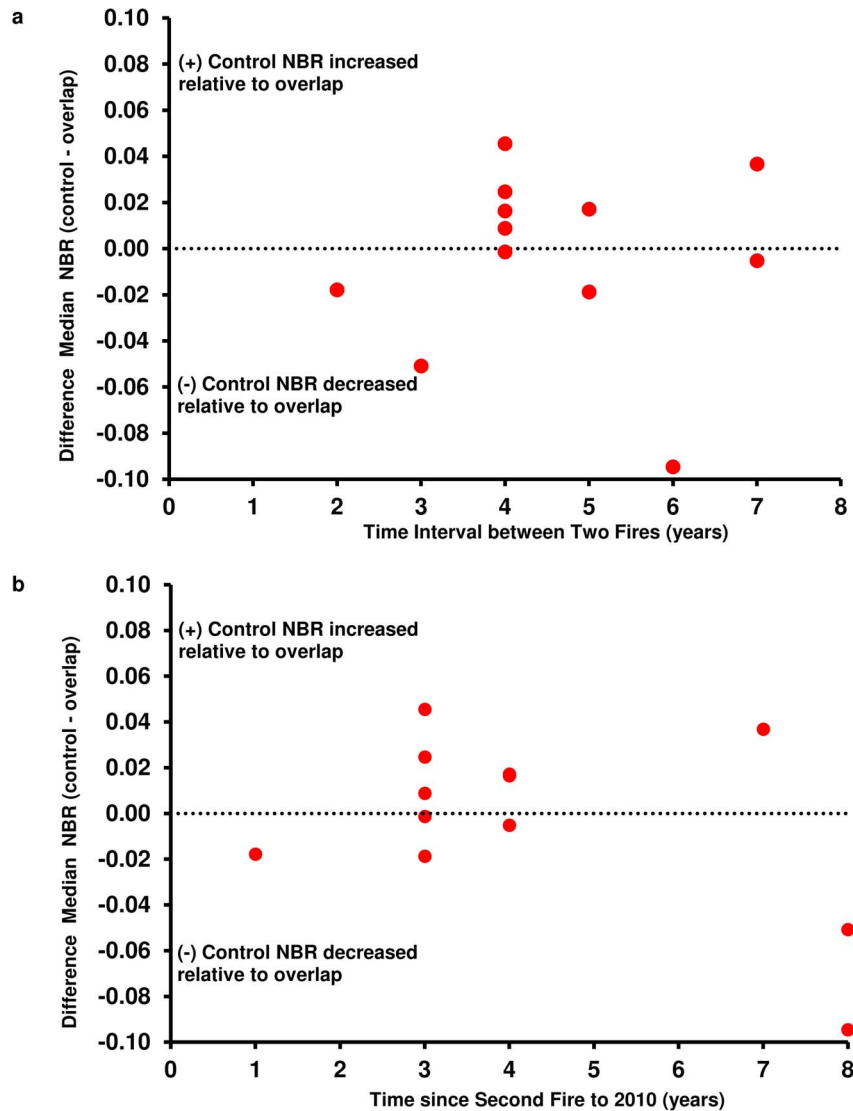 a
Difference Median NBR (control - overlap)
0.10
0.08
0.06
0.04
0.02
0.00
-0.02
-0.04
-0.06
-0.08
-0.10
(+) Control NBR increased
relative to overlap
(-) Control NBR decreased
relative to overlap
0 1 2 3 4 5 6 7 8
Time Interval between Two Fires (years)
b
Difference Median NBR (control - overlap)
0.10
0.08
0.06
0.04
0.02
0.00
-0.02
-0.04
-0.06
-0.08
-0.10
(+) Control NBR increased
relative to overlap
(-) Control NBR decreased
relative to overlap
0 1 2 3 4 5 6 7 8
Time since Second Fire to 2010 (years)